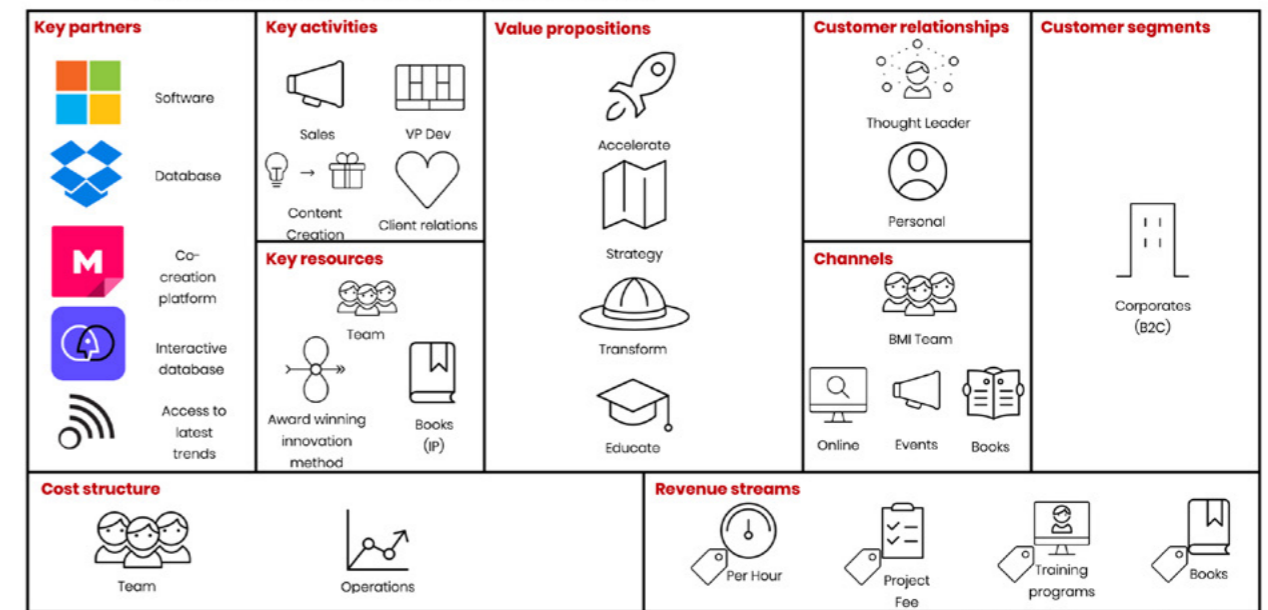 Key partners
Software
Database
M
Co-
creation
platform
Interactive
database
Access to
latest
trends
Key activities
Sales
VP Dev
Content
Creation
Client relations
Key resources
Team
Award winning
innovation
method
Books
(IP)
Value propositions
Accelerate
Strategy
Transform
Educate
Customer relationships
Thought Leader
Personal
Channels
BMI Team
Online
Events
Books
Customer segments
Corporates
(B2C)
Cost structure
Team
Operations
Revenue streams
Per Hour
Project
Fee
Training
programs
Books